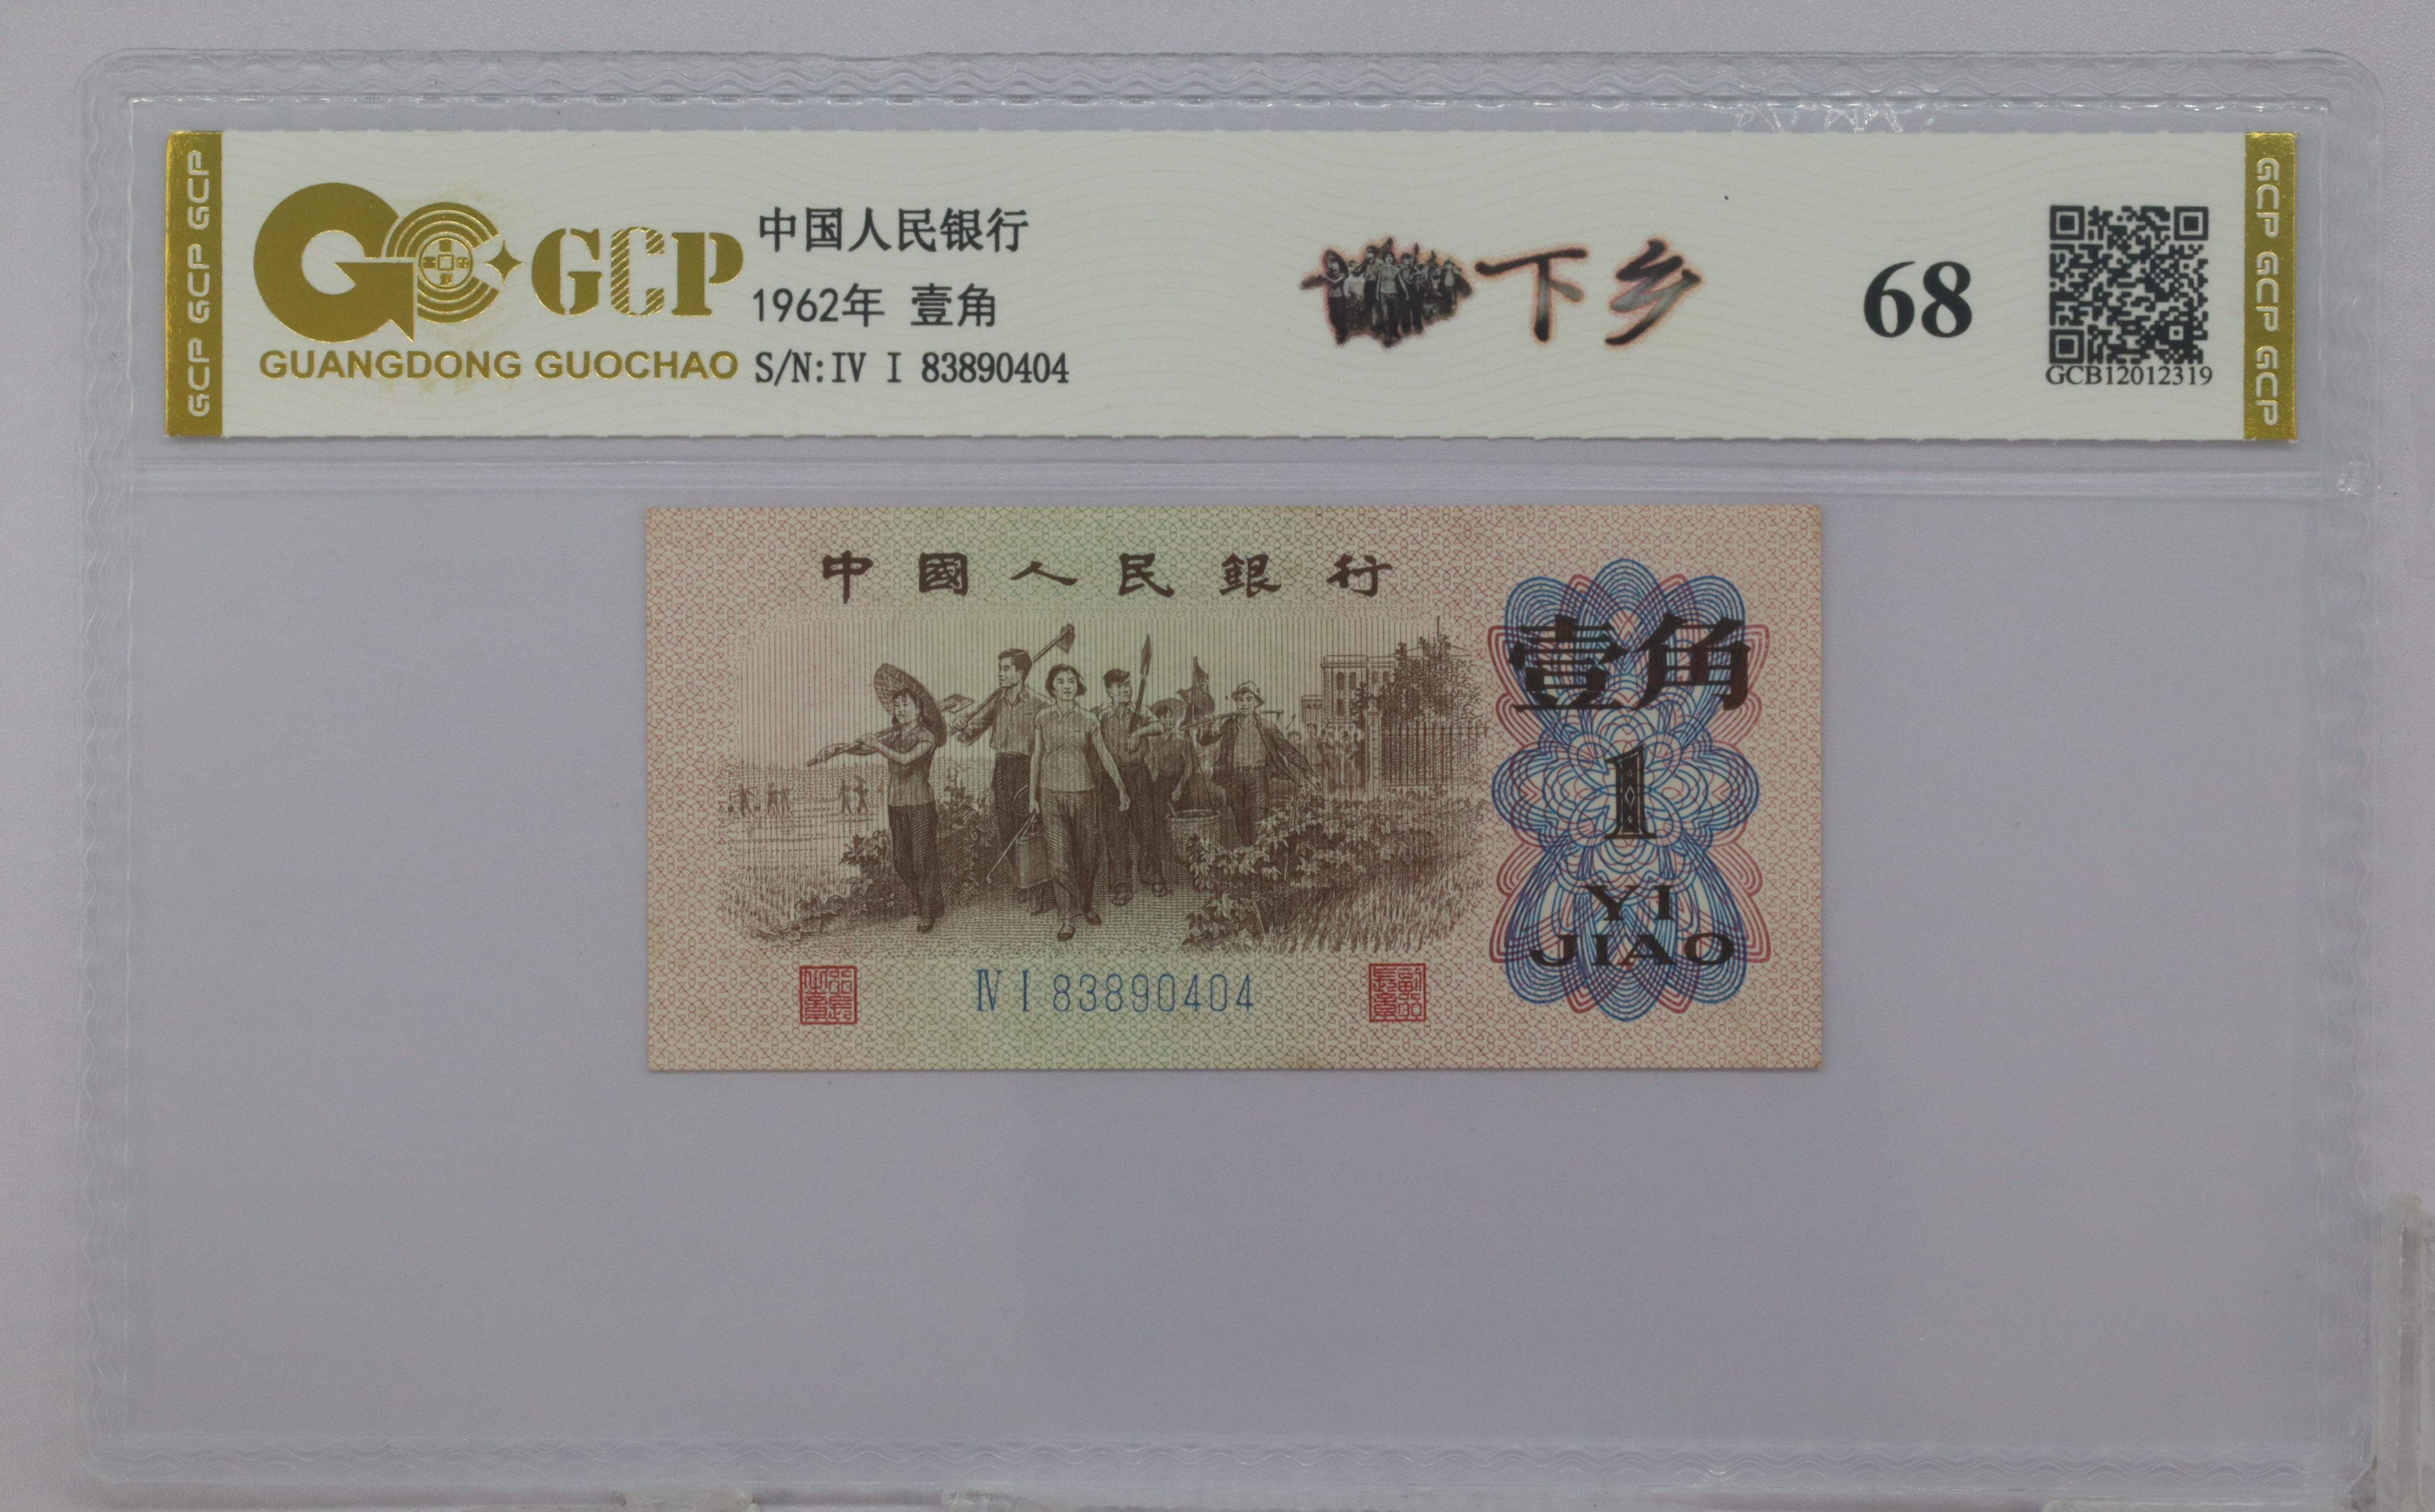 GCP GCP GCP
GCP
GUANGDONG GUOCHAO
中国人民银行
1962年 壹角
S/N:IV I 83890404
下乡
68
GCB12012319
GCP GCP GCP
中國人民銀行
壹角
1
YI
JIAO
Ⅳ Ⅰ 83890404